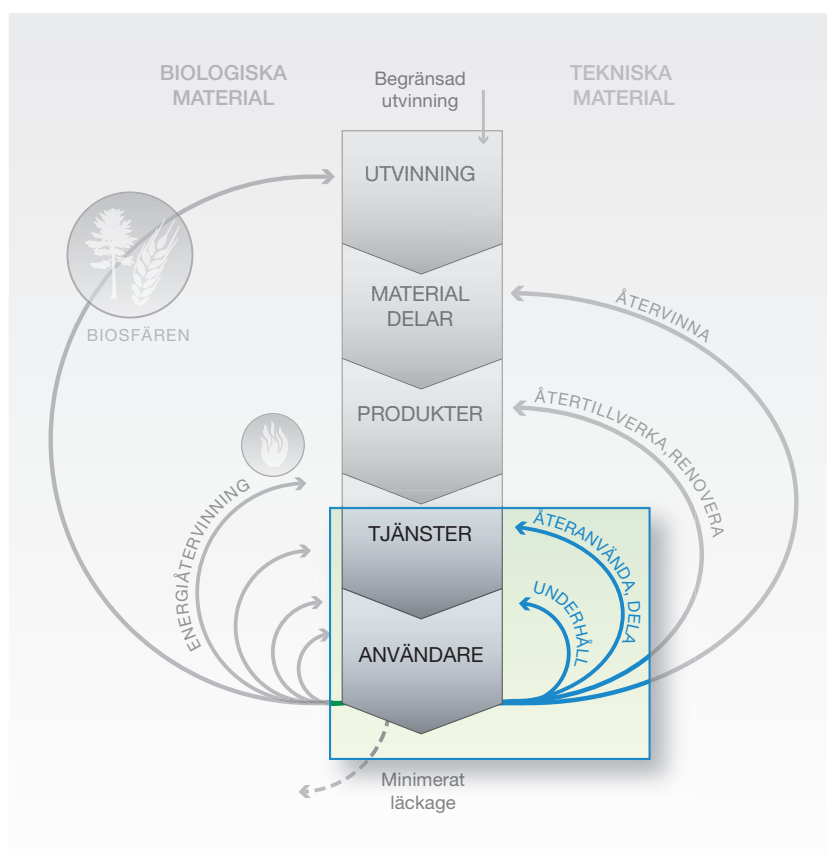 BIOLOGISKA
MATERIAL
Begränsad
utvinning
TEKNISKA
MATERIAL
UTVINNING
MATERIAL
DELAR
ÅTERVINNA
BIOSFÄREN
PRODUKTER
ÅTERTILLVERKA,RENOVERA
ENERGIÅTERVINNING
TJÄNSTER
ÅTERANVÄNDA, DELA
UNDERHÅLL
ANVÄNDARE
Minimerat
läckage